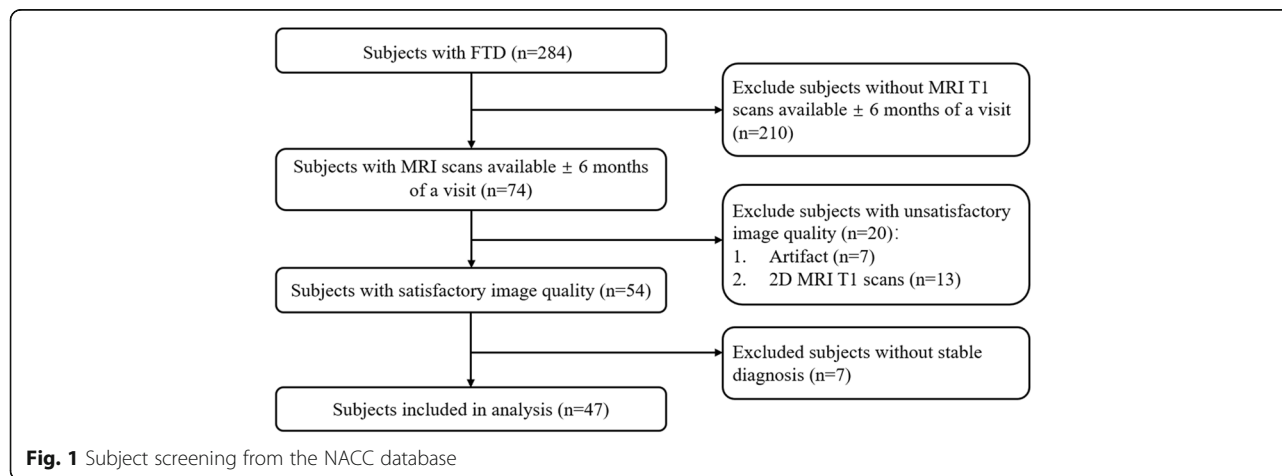 Subjects with FTD (n=284)
Exclude subjects without MRI T1
scans available ± 6 months of a visit
(n=210)
Subjects with MRI scans available ± 6 months
of a visit (n=74)
Exclude subjects with unsatisfactory
image quality (n=20):
1. Artifact (n=7)
2. 2D MRI T1 scans (n=13)
Subjects with satisfactory image quality (n=54)
Excluded subjects without stable
diagnosis (n=7)
Subjects included in analysis (n=47)
Fig. 1 Subject screening from the NACC database